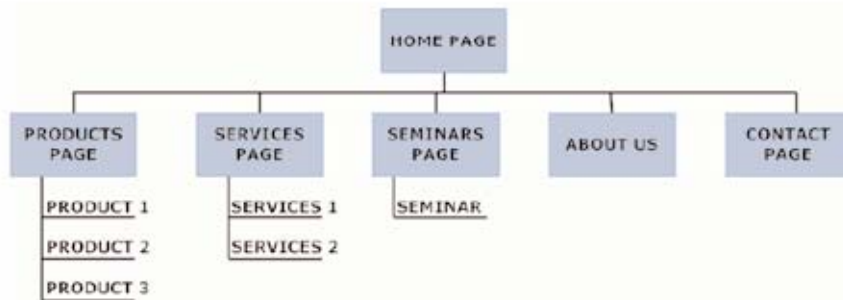 HOME PAGE
PRODUCTS
PAGE
SERVICES
PAGE
SEMINARS
PAGE
ABOUT US
CONTACT
PAGE
PRODUCT 1
PRODUCT 2
PRODUCT 3
SERVICES 1
SERVICES 2
SEMINAR